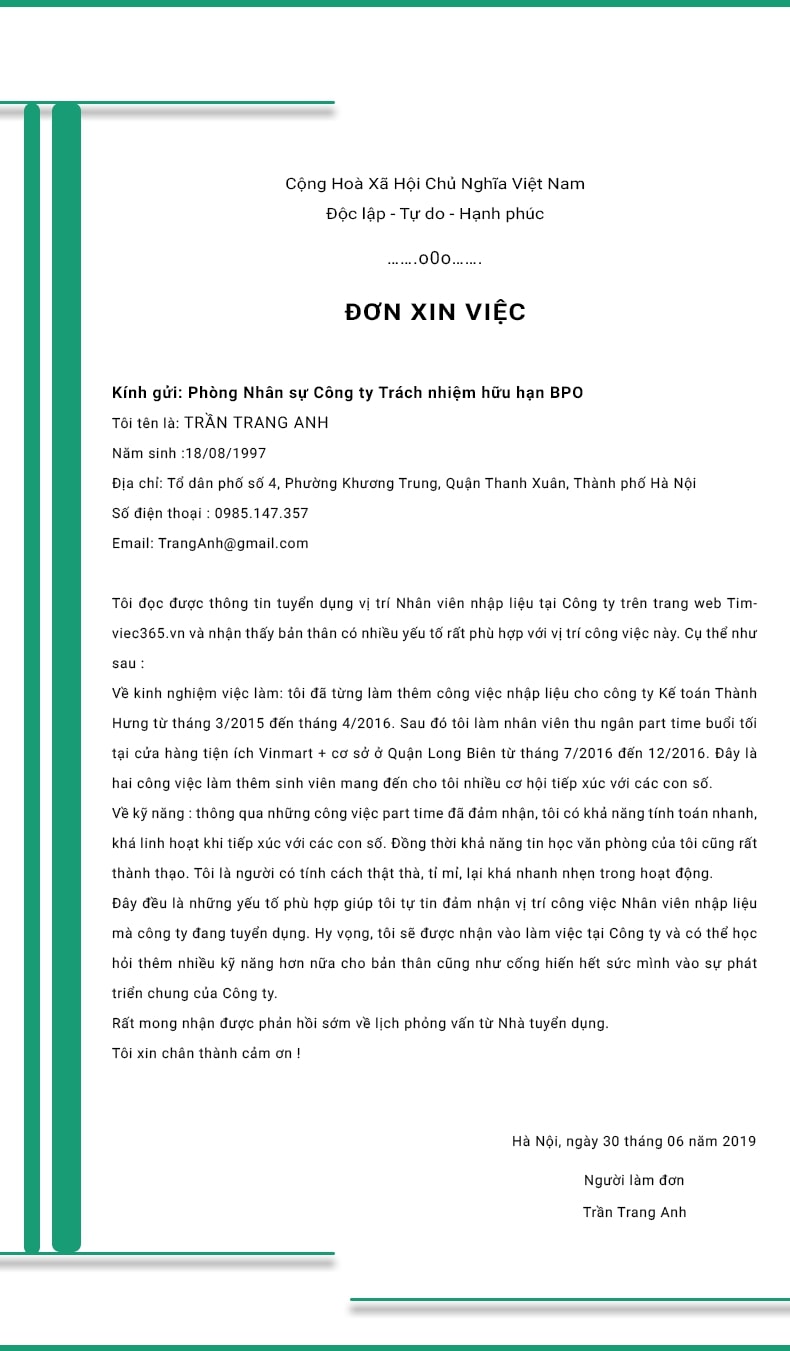 Cộng Hoà Xã Hội Chủ Nghĩa Việt Nam
Độc lập - Tự do - Hạnh phúc
…….o0o…….
ĐƠN XIN VIỆC
Kính gửi: Phòng Nhân sự Công ty Trách nhiệm hữu hạn BPO
Tôi tên là: TRẦN TRANG ANH
Năm sinh :18/08/1997
Địa chỉ: Tổ dân phố số 4, Phường Khương Trung, Quận Thanh Xuân, Thành phố Hà Nội
Số điện thoại : 0985.147.357
Email: TrangAnh@gmail.com
Tôi đọc được thông tin tuyển dụng vị trí Nhân viên nhập liệu tại Công ty trên trang web Tim-
viec365.vn và nhận thấy bản thân có nhiều yếu tố rất phù hợp với vị trí công việc này. Cụ thể như
sau :
Về kinh nghiệm việc làm: tôi đã từng làm thêm công việc nhập liệu cho công ty Kế toán Thành
Hưng từ tháng 3/2015 đến tháng 4/2016. Sau đó tôi làm nhân viên thu ngân part time buổi tối
tại cửa hàng tiện ích Vinmart + cơ sở ở Quận Long Biên từ tháng 7/2016 đến 12/2016. Đây là
hai công việc làm thêm sinh viên mang đến cho tôi nhiều cơ hội tiếp xúc với các con số.
Về kỹ năng : thông qua những công việc part time đã đảm nhận, tôi có khả năng tính toán nhanh,
khá linh hoạt khi tiếp xúc với các con số. Đồng thời khả năng tin học văn phòng của tôi cũng rất
thành thạo. Tôi là người có tính cách thật thà, tỉ mỉ, lại khá nhanh nhẹn trong hoạt động.
Đây đều là những yếu tố phù hợp giúp tôi tự tin đảm nhận vị trí công việc Nhân viên nhập liệu
mà công ty đang tuyển dụng. Hy vọng, tôi sẽ được nhận vào làm việc tại Công ty và có thể học
hỏi thêm nhiều kỹ năng hơn nữa cho bản thân cũng như cống hiến hết sức mình vào sự phát
triển chung của Công ty.
Rất mong nhận được phản hồi sớm về lịch phỏng vấn từ Nhà tuyển dụng.
Tôi xin chân thành cảm ơn !
Hà Nội, ngày 30 tháng 06 năm 2019
Người làm đơn
Trần Trang Anh